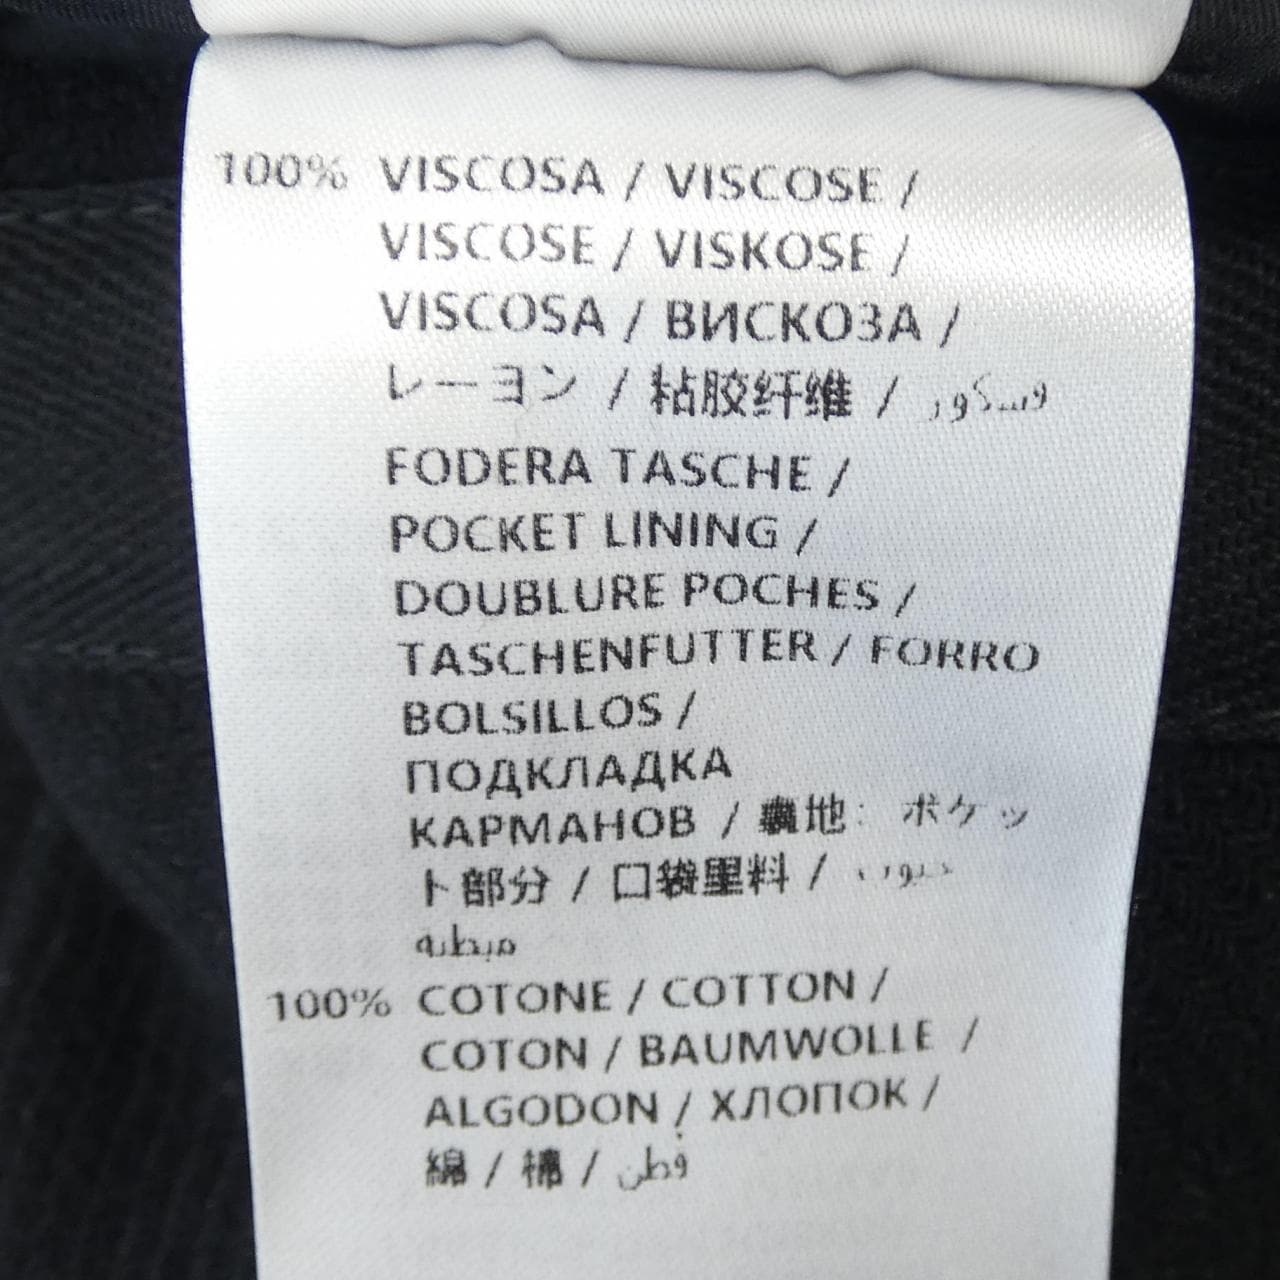 100% VISCOSA / VISCOSE /
VISCOSE / VISKOSE /
VISCOSA / ВИСКОЗА /
レーヨン / 粘胶纤维 /
FODERA TASCHE /
POCKET LINING /
DOUBLURE POCHES /
TASCHENFUTTER / FORRO
BOLSILLOS /
ПОДКЛАДКА
КАРМАНОВ / 裏地: ポケッ
ト部分 / 口袋里料 /
مبطنه
100% COTONE / COTTON /
COTON / BAUMWOLLE /
ALGODON / ХЛОПОК /
綿 / 棉 / قطن